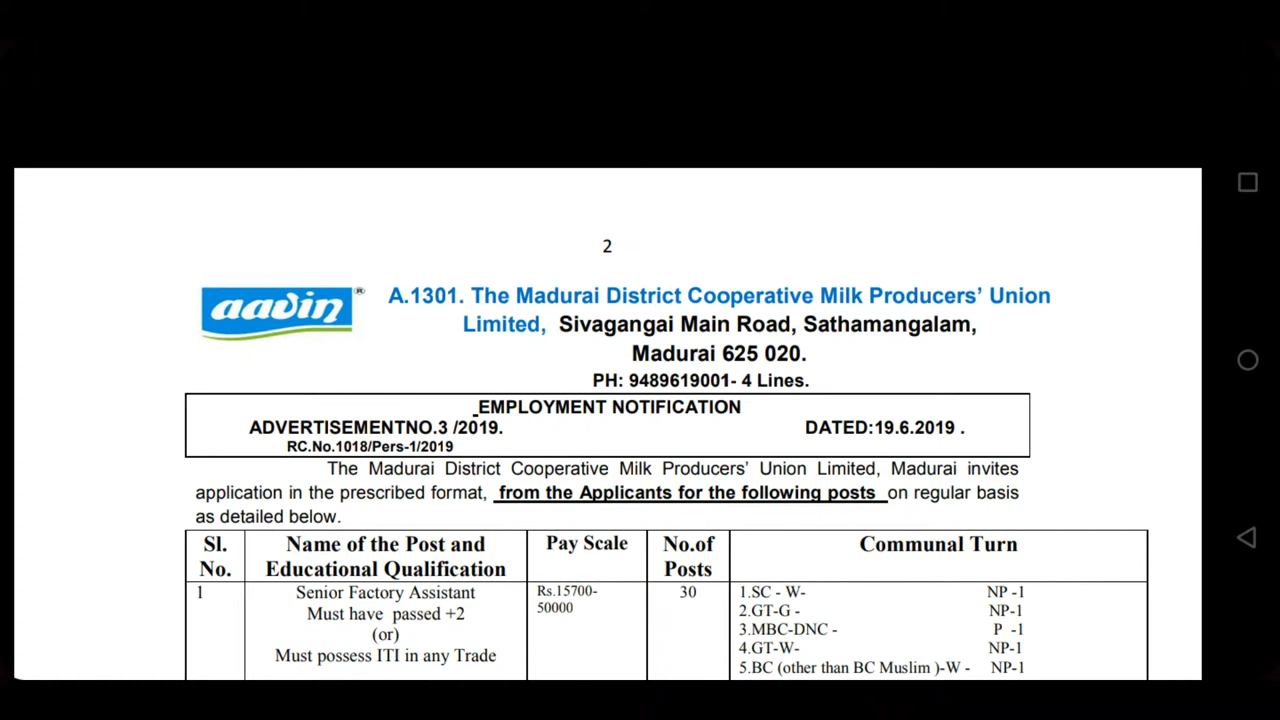 2
aavin®
A.1301. The Madurai District Cooperative Milk Producers' Union
Limited, Sivagangai Main Road, Sathamangalam,
Madurai 625 020.
PH: 9489619001- 4 Lines.
EMPLOYMENT NOTIFICATION
ADVERTISEMENTNO.3 /2019. DATED:19.6.2019 .
RC.No.1018/Pers-1/2019
The Madurai District Cooperative Milk Producers' Union Limited, Madurai invites
application in the prescribed format, from the Applicants for the following posts on regular basis
as detailed below.
Sl. No. Name of the Post and Educational Qualification Pay Scale No.of Posts Communal Turn
1 Senior Factory Assistant Rs.15700- 30 1.SC - W- NP -1
Must have passed +2 50000 2.GT-G - NP-1
(or) 3.MBC-DNC - P -1
Must possess ITI in any Trade 4.GT-W- NP-1
5.BC (other than BC Muslim )-W - NP-1